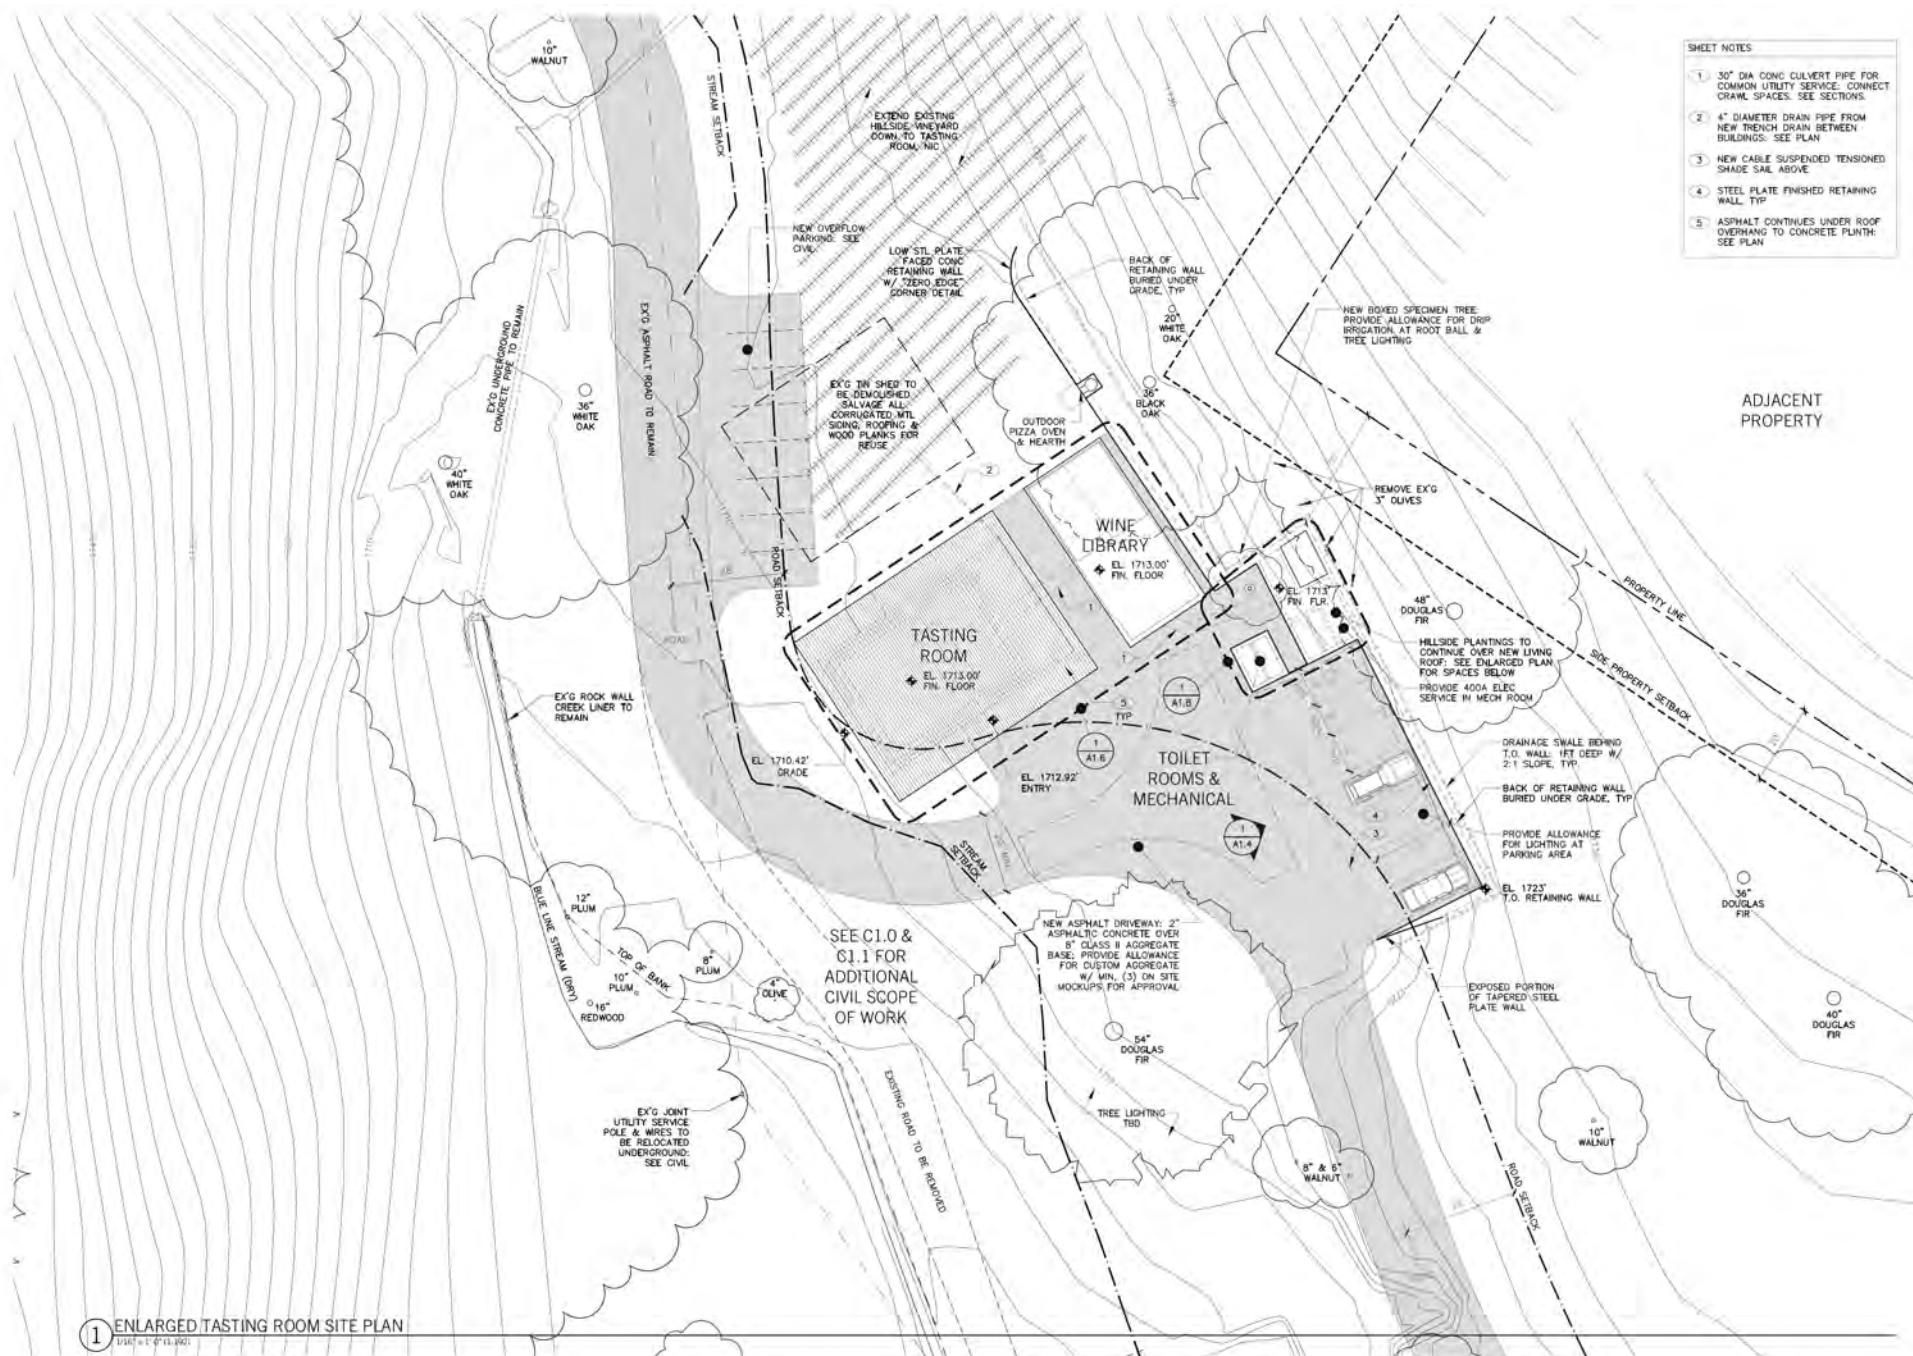 SHEET NOTES
1 30" DIA CONC CULVERT PIPE FOR
COMMON UTILITY SERVICE: CONNECT
CRAWL SPACES. SEE SECTIONS.
2 4" DIAMETER DRAIN PIPE FROM
NEW TRENCH DRAIN BETWEEN
BUILDINGS: SEE PLAN
3 NEW CABLE SUSPENDED TENSIONED
SHADE SAIL ABOVE
4 STEEL PLATE FINISHED RETAINING
WALL, TYP
5 ASPHALT CONTINUES UNDER ROOF
OVERHANG TO CONCRETE PLINTH:
SEE PLAN
10"
WALNUT
STREAM SETBACK
EXTEND EXISTING
HILLSIDE VINEYARD
DOWN TO TASTING
ROOM, NIC
NEW OVERFLOW
PARKING: SEE
CIVIL
LOW STL PLATE
FACED CONC
RETAINING WALL
W/ "ZERO EDGE"
CORNER DETAIL
BACK OF
RETAINING WALL
BURIED UNDER
GRADE, TYP
20"
WHITE
OAK
NEW BOXED SPECIMEN TREE:
PROVIDE ALLOWANCE FOR DRIP
IRRIGATION AT ROOT BALL &
TREE LIGHTING
EX'G UNDERGROUND
CONCRETE PIPE TO REMAIN
EX'G ASPHALT ROAD TO REMAIN
36"
WHITE
OAK
40"
WHITE
OAK
EX'G TIN SHED TO
BE DEMOLISHED
SALVAGE ALL
CORRUGATED MTL
SIDING, ROOFING &
WOOD PLANKS FOR
REUSE
OUTDOOR
PIZZA OVEN
& HEARTH
36"
BLACK
OAK
ADJACENT
PROPERTY
2
REMOVE EX'G
3" OLIVES
WINE
LIBRARY
EL. 1713.00'
FIN. FLOOR
ROAD SETBACK
1
EL. 1713'
FIN FLR.
48"
DOUGLAS
FIR
PROPERTY LINE
SIDE PROPERTY SETBACK
TASTING
ROOM
EL. 1713.00'
FIN. FLOOR
1
HILLSIDE PLANTINGS TO
CONTINUE OVER NEW LIVING
ROOF: SEE ENLARGED PLAN
FOR SPACES BELOW
PROVIDE 400A ELEC
SERVICE IN MECH ROOM
EX'G ROCK WALL
CREEK LINER TO
REMAIN
1
A1.8
5
TYP
1
A1.6
EL. 1710.42'
GRADE
EL. 1712.92'
ENTRY
TOILET
ROOMS &
MECHANICAL
DRAINAGE SWALE BEHIND
T.O. WALL: 1FT DEEP W/
2:1 SLOPE, TYP.
BACK OF RETAINING WALL
BURIED UNDER GRADE, TYP
4
3
1
A1.4
PROVIDE ALLOWANCE
FOR LIGHTING AT
PARKING AREA
EL. 1723'
T.O. RETAINING WALL
STREAM
SETBACK
36"
DOUGLAS
FIR
12"
PLUM
BLUE LINE STREAM (DRY)
TOP OF BANK
8"
PLUM
10"
PLUM
16"
REDWOOD
4"
OLIVE
SEE C1.0 &
C1.1 FOR
ADDITIONAL
CIVIL SCOPE
OF WORK
NEW ASPHALT DRIVEWAY: 2"
ASPHALTIC CONCRETE OVER
8" CLASS II AGGREGATE
BASE; PROVIDE ALLOWANCE
FOR CUSTOM AGGREGATE
W/ MIN. (3) ON SITE
MOCKUPS FOR APPROVAL
EXPOSED PORTION
OF TAPERED STEEL
PLATE WALL
40"
DOUGLAS
FIR
54"
DOUGLAS
FIR
EXISTING ROAD TO BE REMOVED
EX'G JOINT
UTILITY SERVICE
POLE & WIRES TO
BE RELOCATED
UNDERGROUND:
SEE CIVIL
TREE LIGHTING
TBD
8" & 6"
WALNUT
10"
WALNUT
ROAD SETBACK
1 ENLARGED TASTING ROOM SITE PLAN